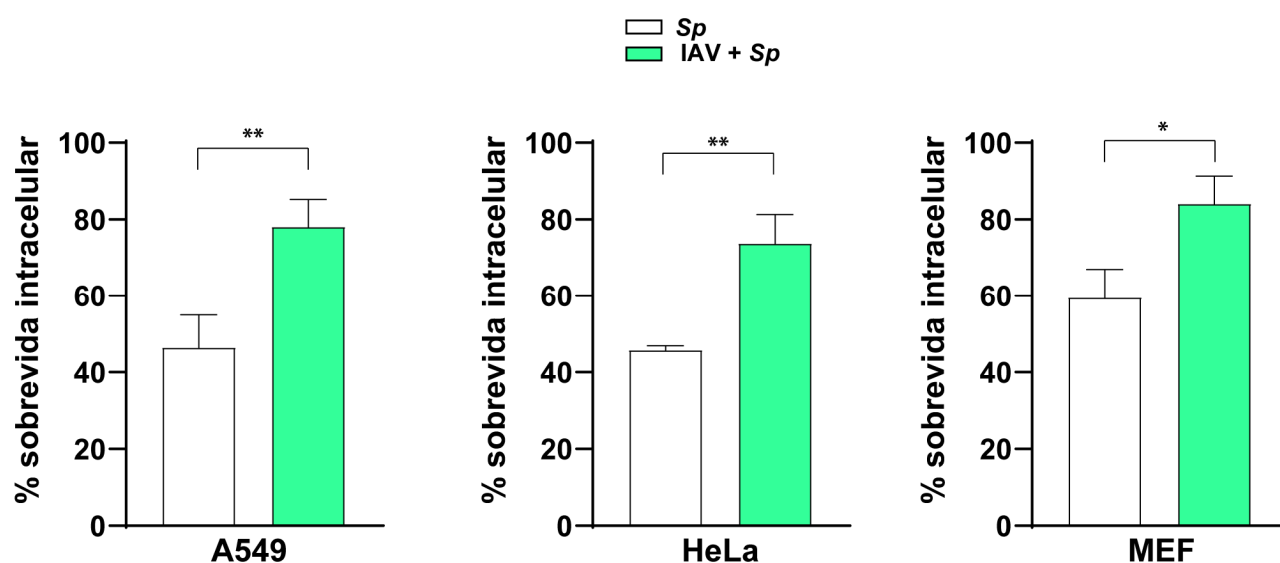 Sp
IAV + Sp
% sobrevida intracelular
100
80
60
40
20
0
**
A549
% sobrevida intracelular
100
80
60
40
20
0
**
HeLa
% sobrevida intracelular
100
80
60
40
20
0
*
MEF